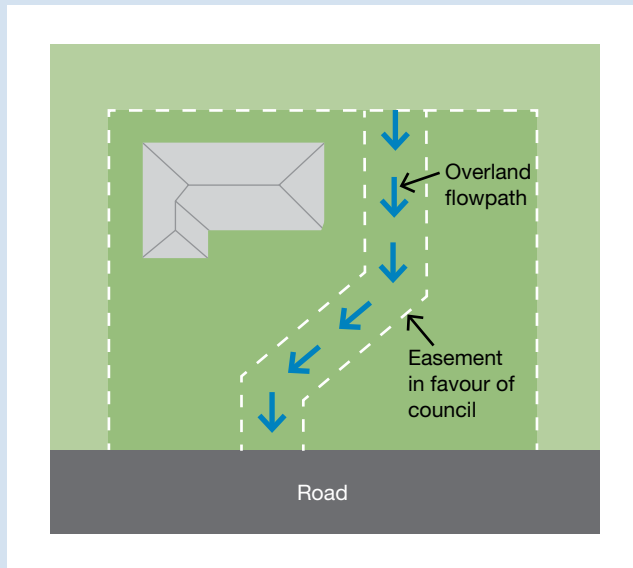 Overland
flowpath
Easement
in favour of
council
Road